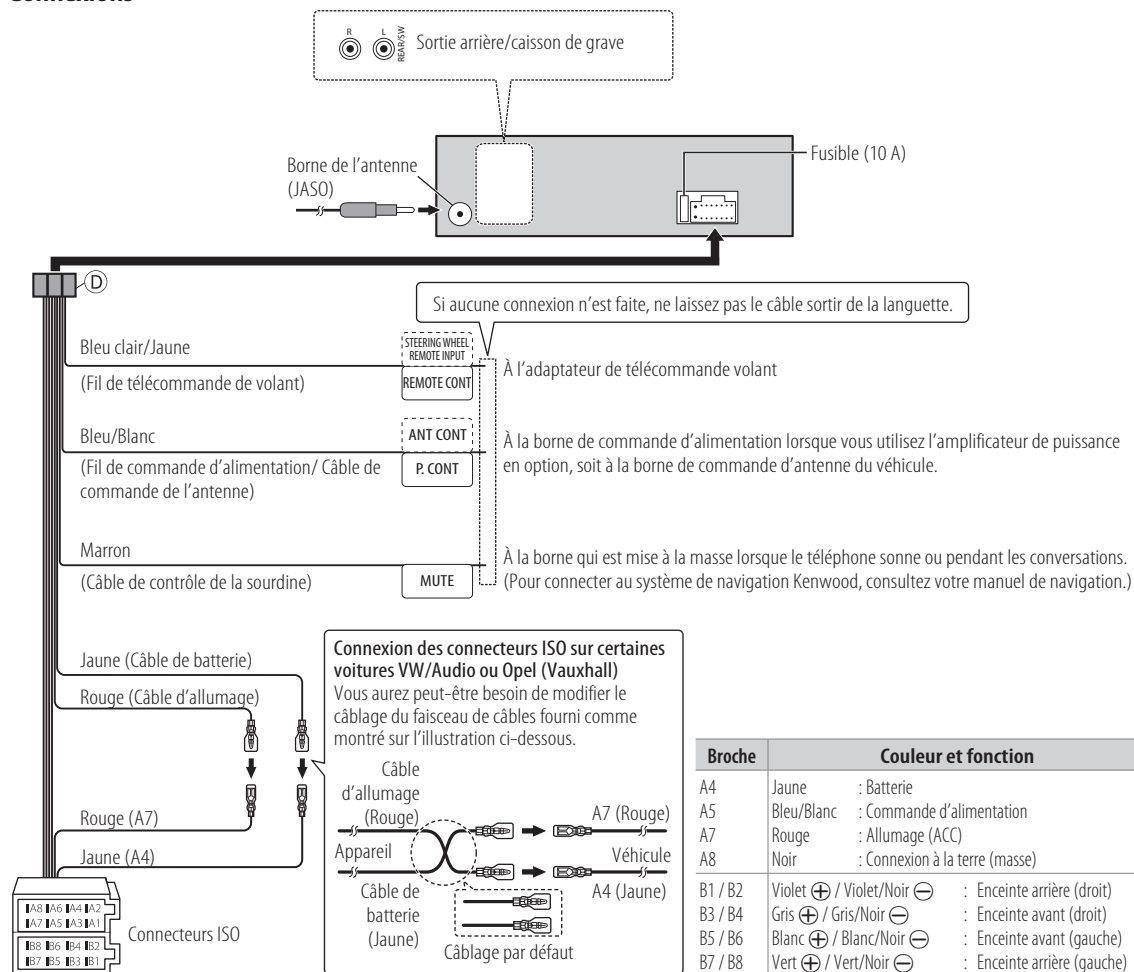 R L REAR/SW
Sortie arrière/caisson de grave
Fusible (10 A)
Borne de l'antenne
(JASO)
D
Si aucune connexion n'est faite, ne laissez pas le câble sortir de la languette.
Bleu clair/Jaune
(Fil de télécommande de volant)
STEERING WHEEL
REMOTE INPUT
REMOTE CONT
À l'adaptateur de télécommande volant
Bleu/Blanc
(Fil de commande d'alimentation/ Câble de
commande de l'antenne)
ANT CONT
P. CONT
À la borne de commande d'alimentation lorsque vous utilisez l'amplificateur de puissance
en option, soit à la borne de commande d'antenne du véhicule.
Marron
(Câble de contrôle de la sourdine)
MUTE
À la borne qui est mise à la masse lorsque le téléphone sonne ou pendant les conversations.
(Pour connecter au système de navigation Kenwood, consultez votre manuel de navigation.)
Jaune (Câble de batterie)
Rouge (Câble d'allumage)
Rouge (A7)
Jaune (A4)
A8 A6 A4 A2
A7 A5 A3 A1
B8 B6 B4 B2
B7 B5 B3 B1
Connecteurs ISO
Connexion des connecteurs ISO sur certaines
voitures VW/Audio ou Opel (Vauxhall)
Vous aurez peut-être besoin de modifier le
câblage du faisceau de câbles fourni comme
montré sur l'illustration ci-dessous.
Câble
d'allumage
(Rouge)
A7 (Rouge)
Appareil
Véhicule
Câble de
batterie
(Jaune)
A4 (Jaune)
Câblage par défaut
Broche Couleur et fonction
A4 Jaune : Batterie
A5 Bleu/Blanc : Commande d'alimentation
A7 Rouge : Allumage (ACC)
A8 Noir : Connexion à la terre (masse)
B1 / B2 Violet ⊕ / Violet/Noir ⊖ : Enceinte arrière (droit)
B3 / B4 Gris ⊕ / Gris/Noir ⊖ : Enceinte avant (droit)
B5 / B6 Blanc ⊕ / Blanc/Noir ⊖ : Enceinte avant (gauche)
B7 / B8 Vert ⊕ / Vert/Noir ⊖ : Enceinte arrière (gauche)